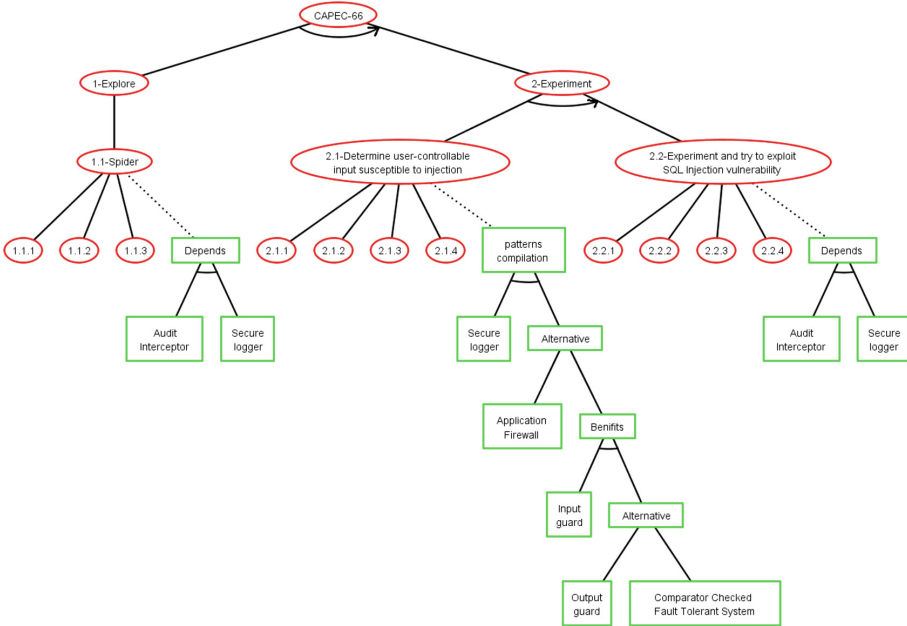 CAPEC-66
1-Explore
2-Experiment
1.1-Spider
2.1-Determine user-controllable
input susceptible to injection
2.2-Experiment and try to exploit
SQL Injection vulnerability
1.1.1
1.1.2
1.1.3
Depends
2.1.1
2.1.2
2.1.3
2.1.4
patterns
compilation
2.2.1
2.2.2
2.2.3
2.2.4
Depends
Audit
Interceptor
Secure
logger
Secure
logger
Alternative
Audit
Interceptor
Secure
logger
Application
Firewall
Benifits
Input
guard
Alternative
Output
guard
Comparator Checked
Fault Tolerant System